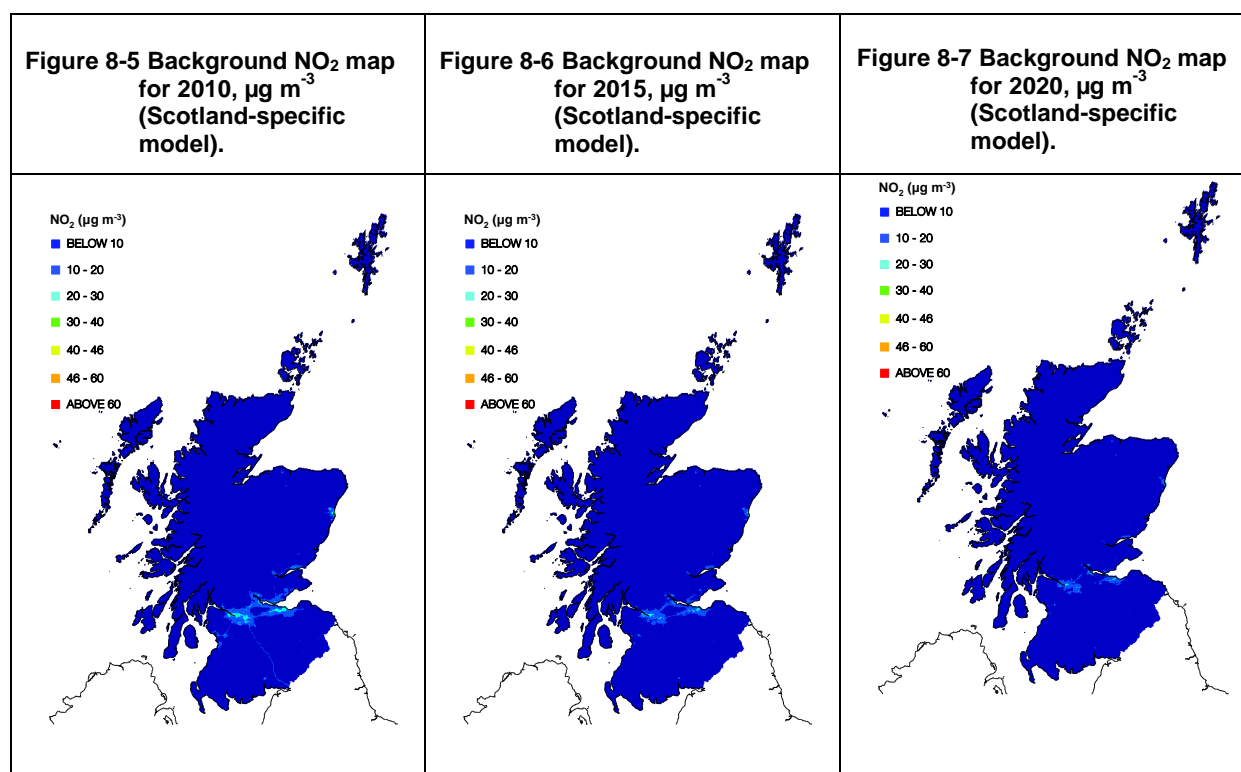 Figure 8-5 Background NO₂ map
for 2010, µg m⁻³
(Scotland-specific
model).
Figure 8-6 Background NO₂ map
for 2015, µg m⁻³
(Scotland-specific
model).
Figure 8-7 Background NO₂ map
for 2020, µg m⁻³
(Scotland-specific
model).
NO₂ (µg m⁻³)
BELOW 10
10 - 20
20 - 30
30 - 40
40 - 46
46 - 60
ABOVE 60
NO₂ (µg m⁻³)
BELOW 10
10 - 20
20 - 30
30 - 40
40 - 46
46 - 60
ABOVE 60
NO₂ (µg m⁻³)
BELOW 10
10 - 20
20 - 30
30 - 40
40 - 46
46 - 60
ABOVE 60